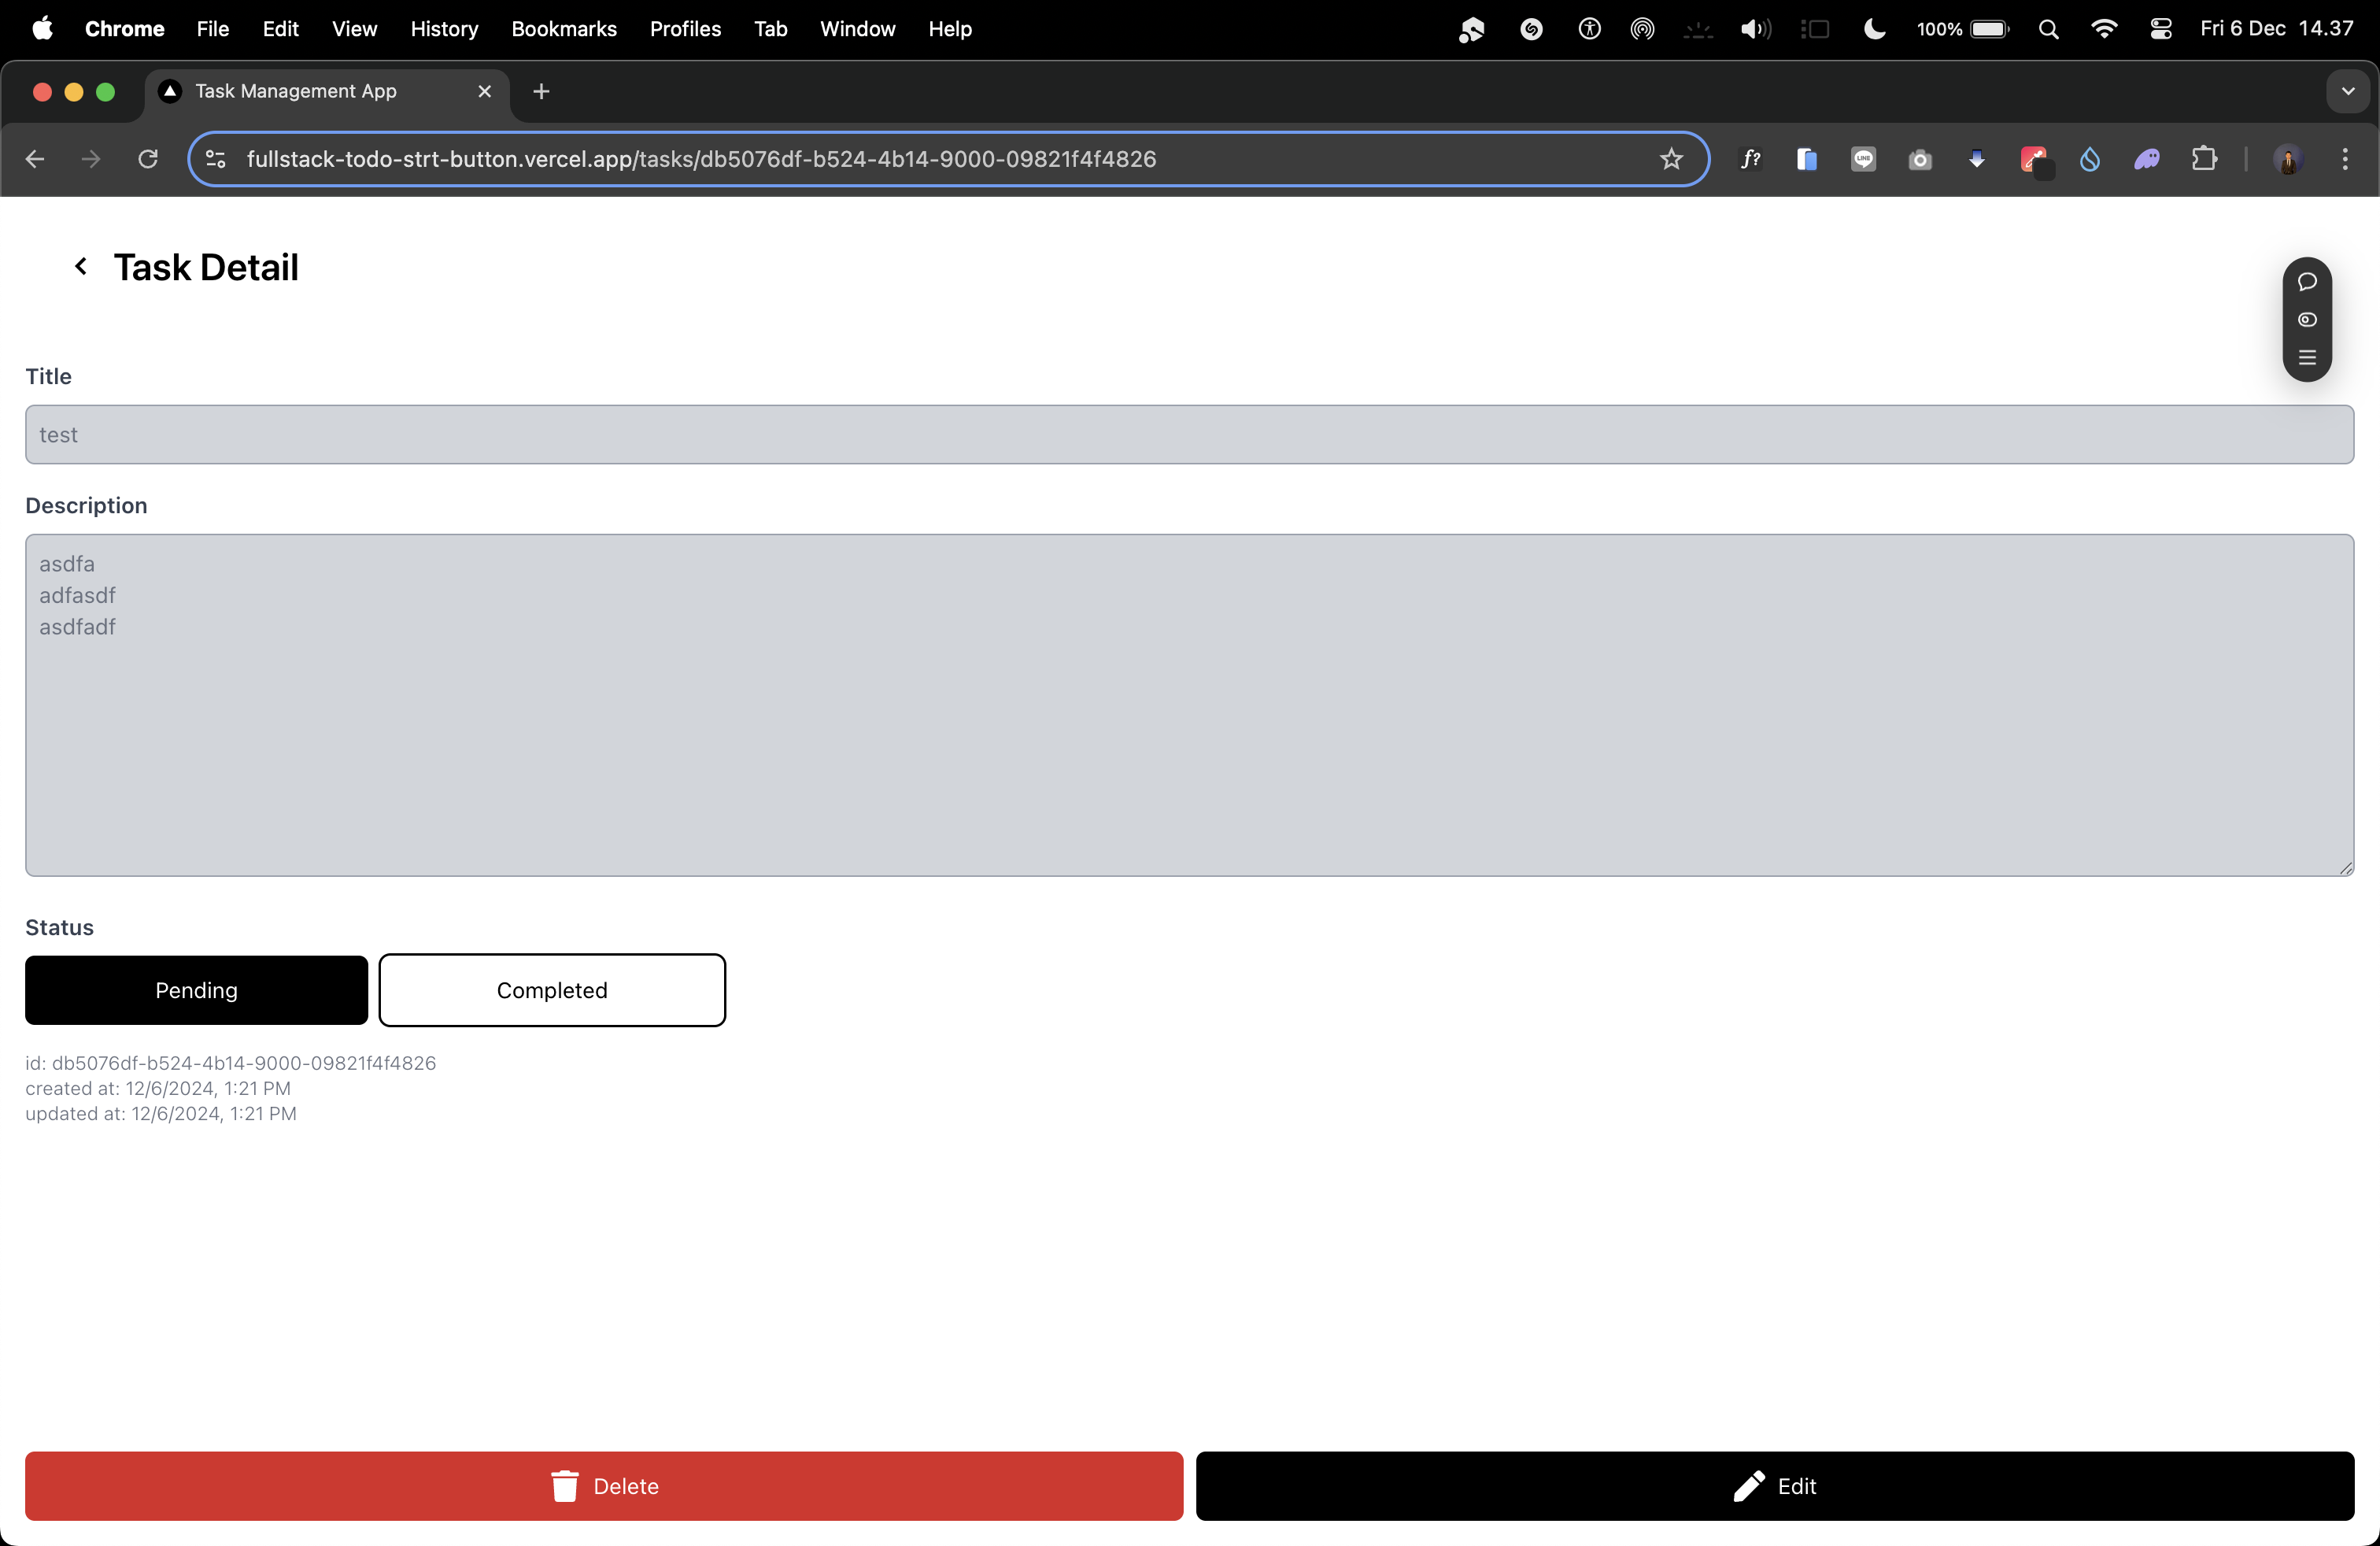 Chrome File Edit View History Bookmarks Profiles Tab Window Help 100% Fri 6 Dec 14.37
Task Management App
fullstack-todo-strt-button.vercel.app/tasks/db5076df-b524-4b14-9000-09821f4f4826 f? LINE
Task Detail
Title
test
Description
asdfa
adfasdf
asdfadf
Status
Pending Completed
id: db5076df-b524-4b14-9000-09821f4f4826
created at: 12/6/2024, 1:21 PM
updated at: 12/6/2024, 1:21 PM
Delete Edit